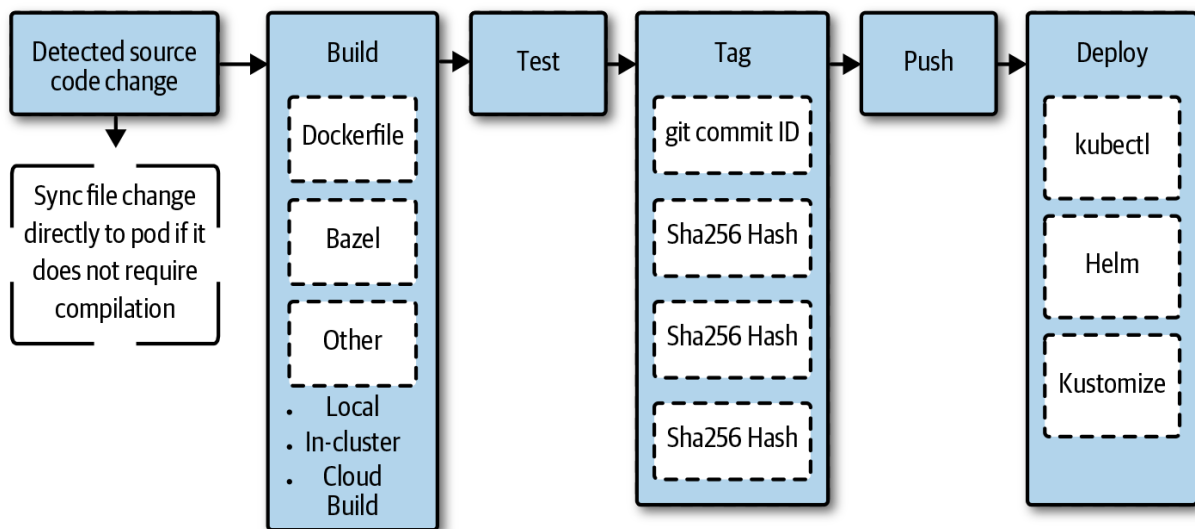 Detected source
code change
Sync file change
directly to pod if it
does not require
compilation
Build
Dockerfile
Bazel
Other
• Local
• In-cluster
• Cloud
Build
Test
Tag
git commit ID
Sha256 Hash
Sha256 Hash
Sha256 Hash
Push
Deploy
kubectl
Helm
Kustomize